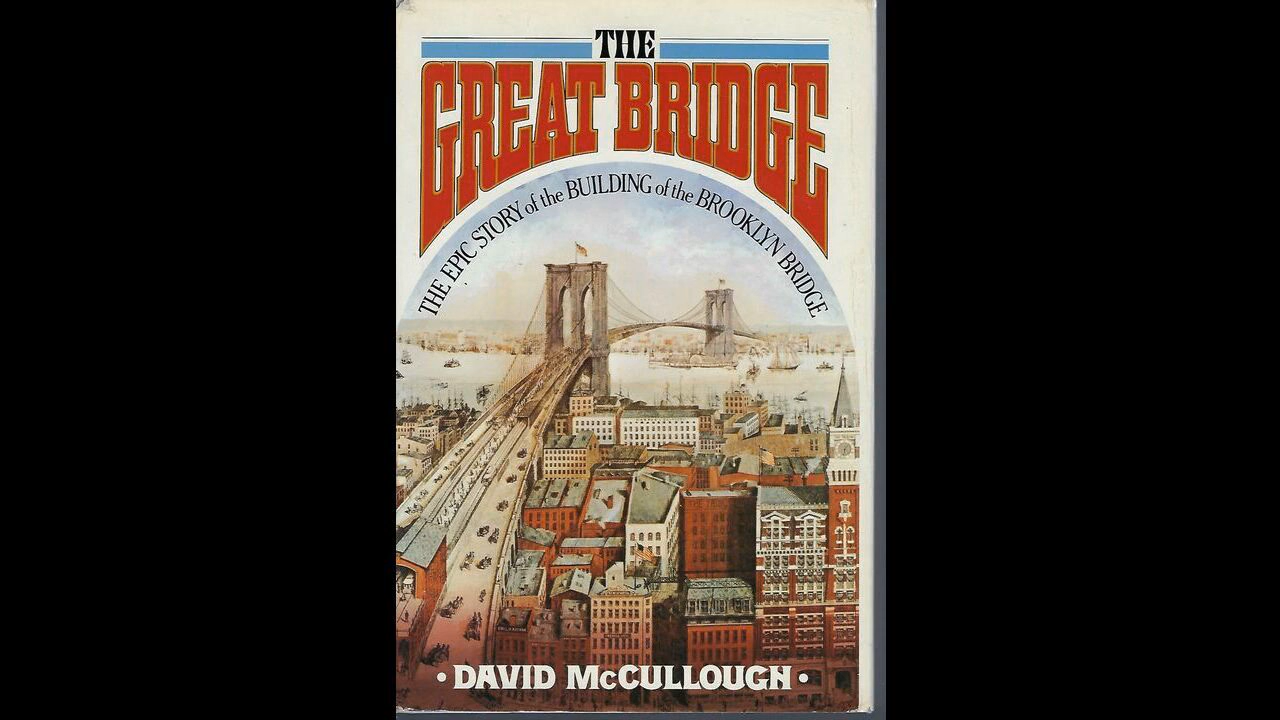 THE
GREAT BRIDGE
THE EPIC STORY of the BUILDING of the BROOKLYN BRIDGE
• DAVID McCULLOUGH •